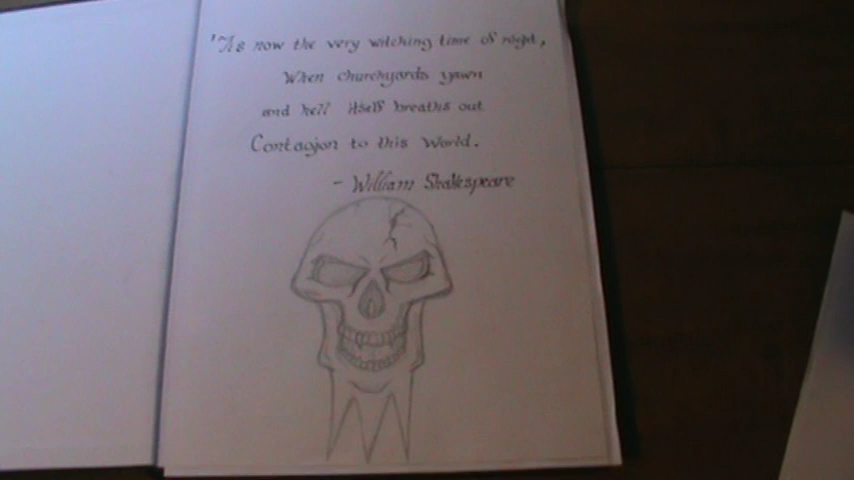 'Tis now the very witching time of night,
When churchyards yawn
and hell itself breaths out
Contagion to this World.
- William Shakespeare